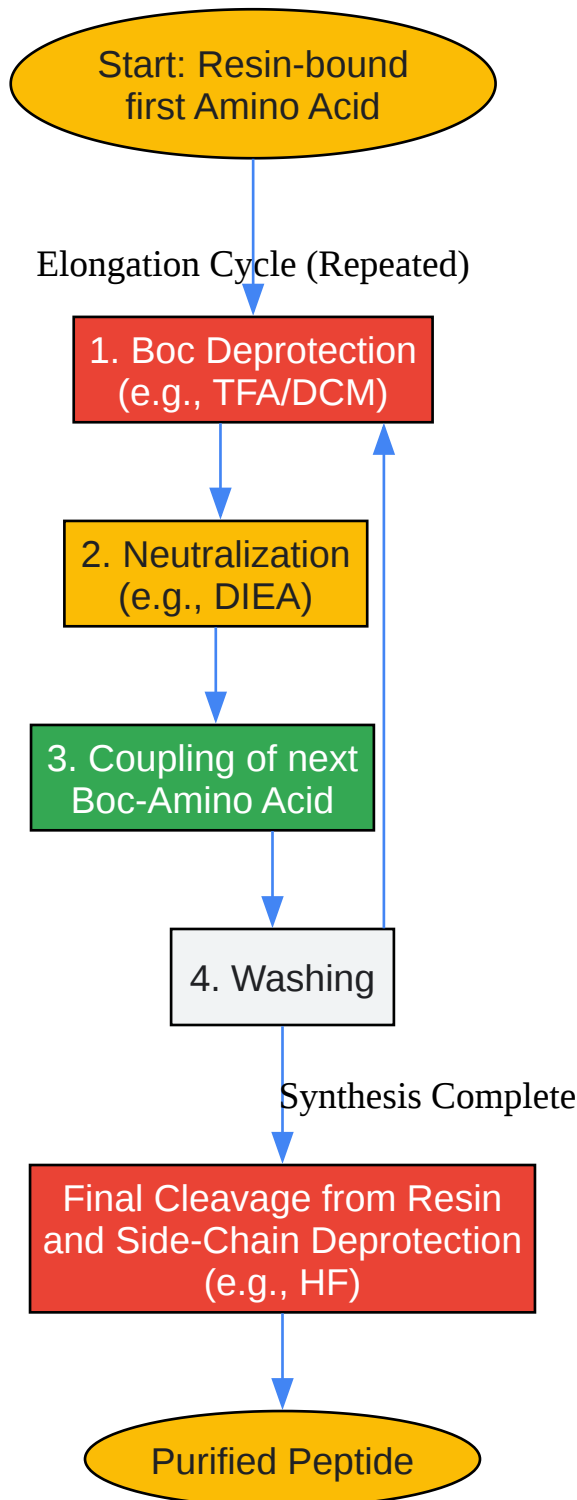 Start: Resin-bound
first Amino Acid
Elongation Cycle (Repeated)
1. Boc Deprotection
(e.g., TFA/DCM)
2. Neutralization
(e.g., DIEA)
3. Coupling of next
Boc-Amino Acid
4. Washing
Synthesis Complete
Final Cleavage from Resin
and Side-Chain Deprotection
(e.g., HF)
Purified Peptide